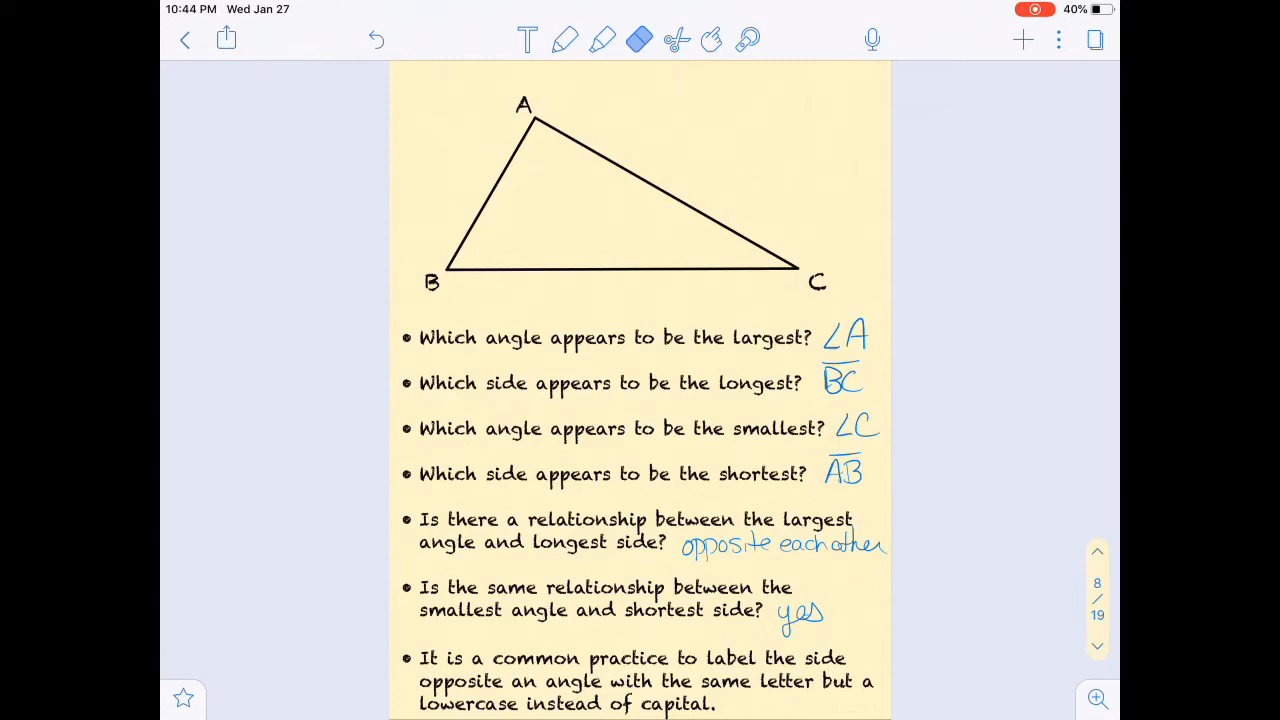 10:44 PM Wed Jan 27
40%
T
A
B
C
• Which angle appears to be the largest? ∠A
• Which side appears to be the longest? B̅C̅
• Which angle appears to be the smallest? ∠C
• Which side appears to be the shortest? A̅B̅
• Is there a relationship between the largest
angle and longest side? opposite each other
• Is the same relationship between the
smallest angle and shortest side? yes
• It is a common practice to label the side
opposite an angle with the same letter but a
lowercase instead of capital.
8
/
19